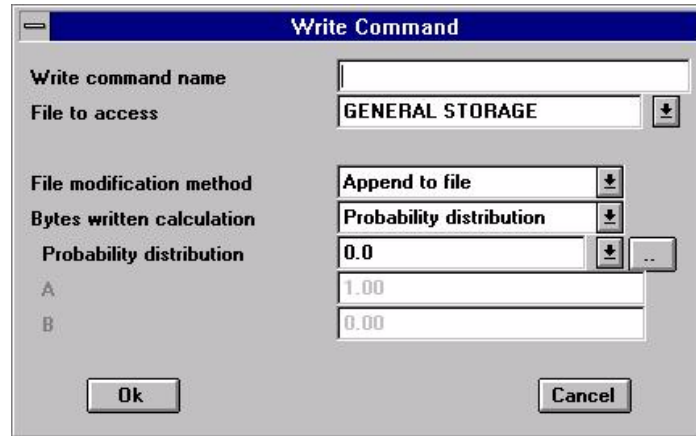 Write Command
Write command name
File to access GENERAL STORAGE
File modification method Append to file
Bytes written calculation Probability distribution
Probability distribution 0.0 ..
A 1.00
B 0.00
Ok Cancel